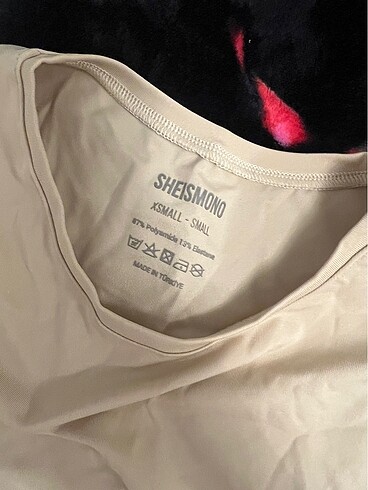 SHEISMONO
XSMALL - SMALL
87% Polyamide 13% Elastane
MADE IN TÜRKİYE